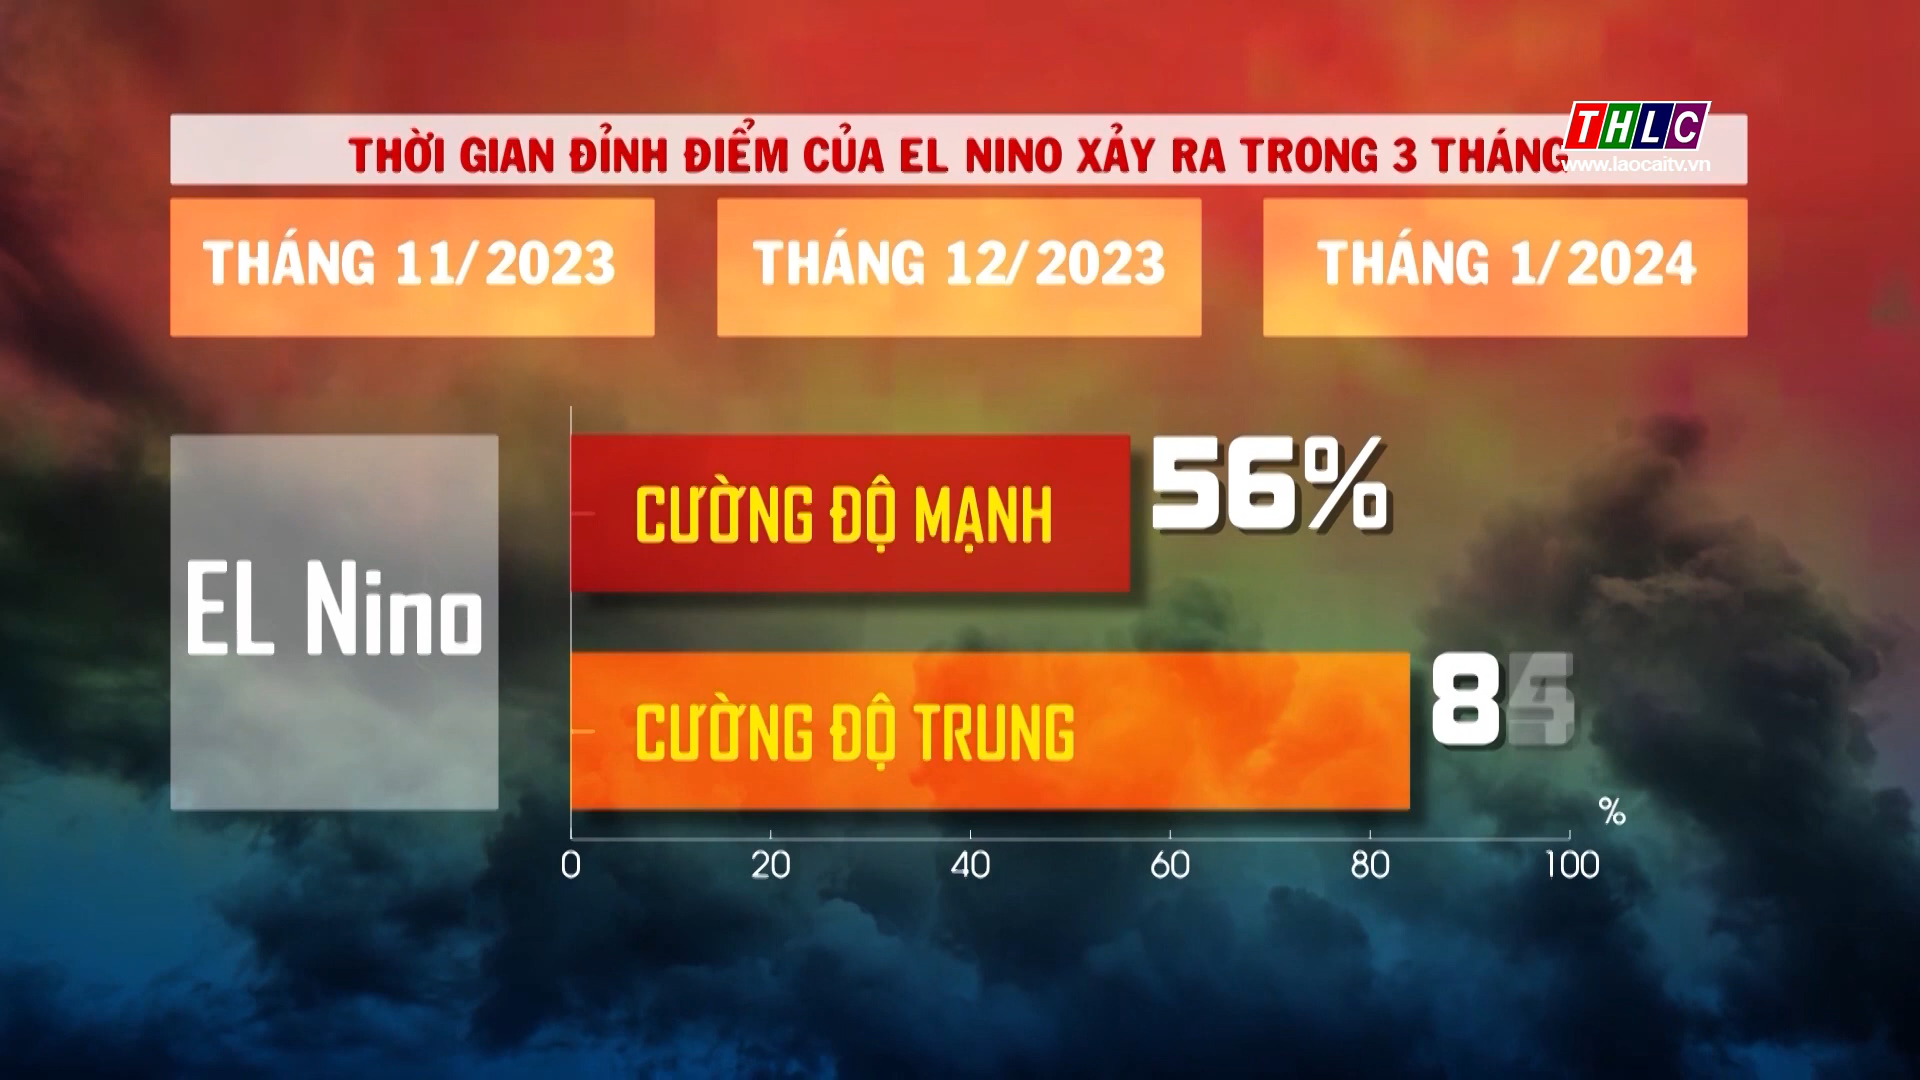 THLC
www.laocaitv.vn
THỜI GIAN ĐỈNH ĐIỂM CỦA EL NINO XẢY RA TRONG 3 THÁNG
THÁNG 11/2023
THÁNG 12/2023
THÁNG 1/2024
EL Nino
CƯỜNG ĐỘ MẠNH
56%
CƯỜNG ĐỘ TRUNG
8
%
0 20 40 60 80 100